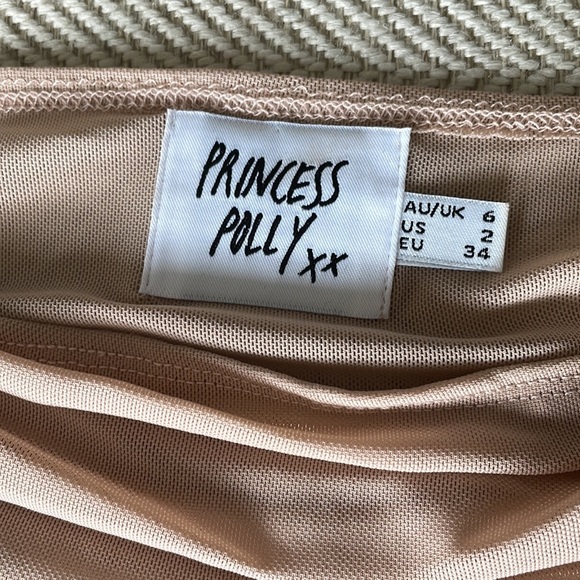 PRINCESS
POLLY
xx
AU/UK 6
US 2
EU 34